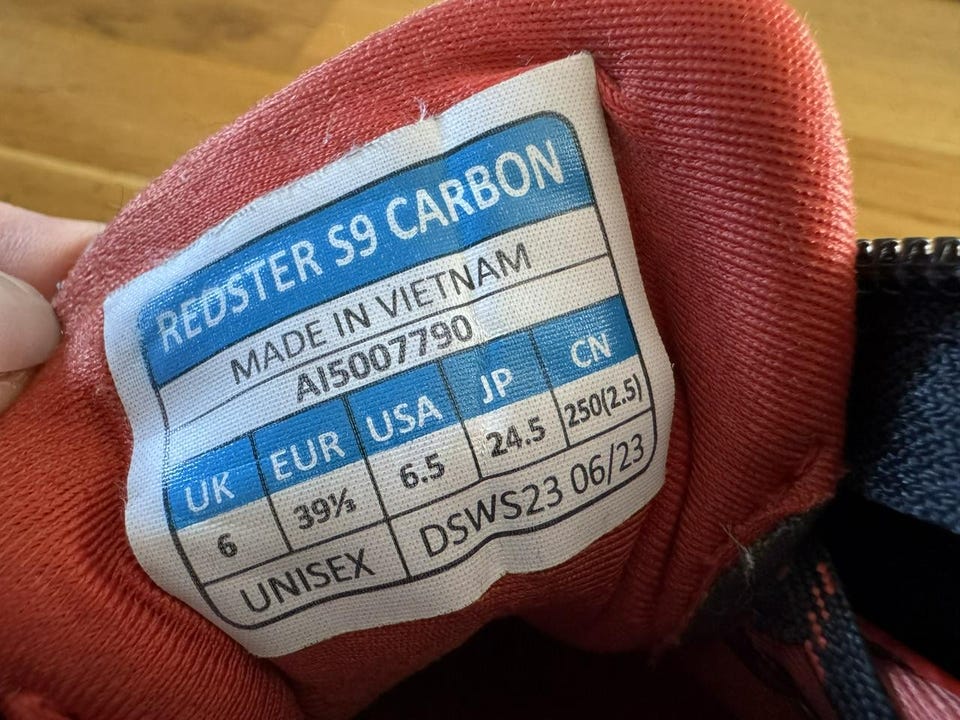 REDSTER S9 CARBON
MADE IN VIETNAM
AI5007790
UK EUR USA JP CN
6 39⅓ 6.5 24.5 250(2.5)
UNISEX DSWS23 06/23